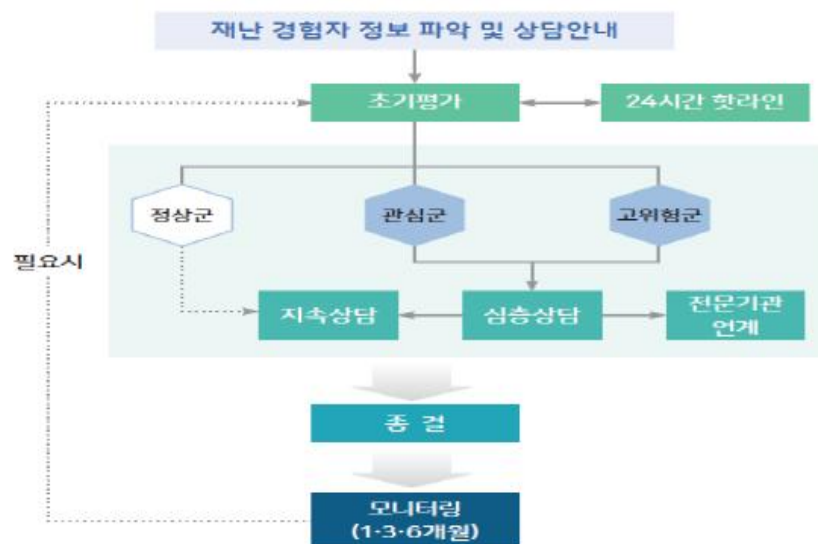 재난 경험자 정보 파악 및 상담안내
초기평가
24시간 핫라인
정상군
관심군
고위험군
필요시
지속상담
심층상담
전문기관
연계
종 결
모니터링
(1·3·6개월)